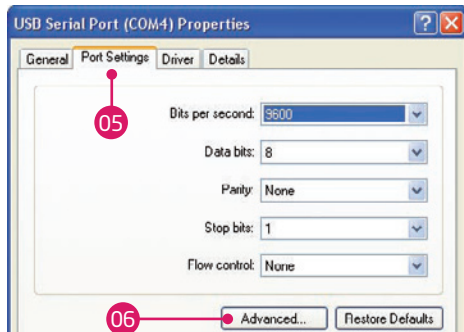 USB Serial Port (COM4) Properties
General Port Settings Driver Details
05
Bits per second: 9600
Data bits: 8
Parity: None
Stop bits: 1
Flow control: None
06
Advanced... Restore Defaults